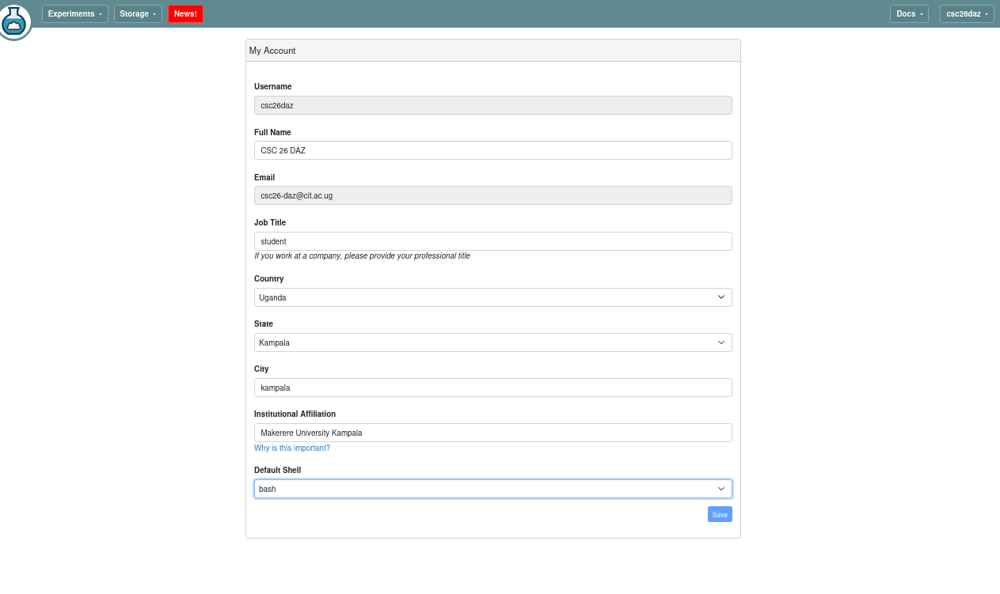 Experiments Storage News! Docs csc26daz
My Account
Username
csc26daz
Full Name
CSC 26 DAZ
Email
csc26-daz@cit.ac.ug
Job Title
student
If you work at a company, please provide your professional title
Country
Uganda
State
Kampala
City
kampala
Institutional Affiliation
Makerere University Kampala
Why is this important?
Default Shell
bash
Save